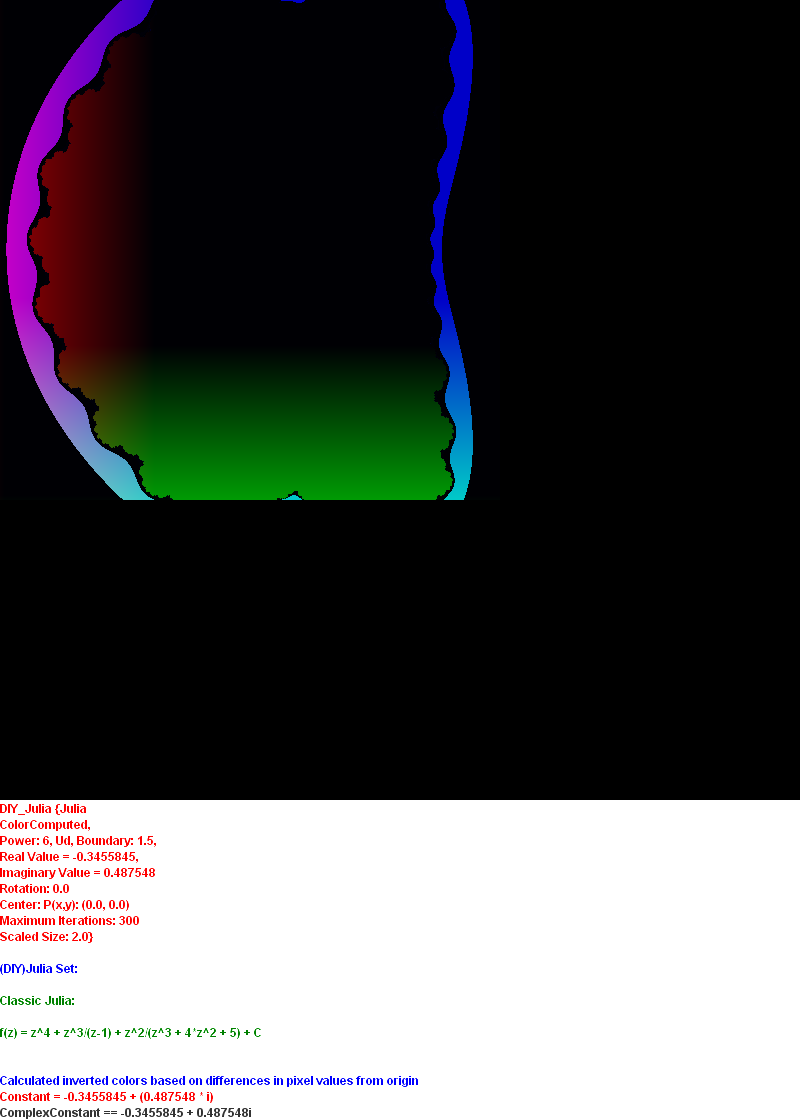 DIY_Julia {Julia
ColorComputed,
Power: 6, Ud, Boundary: 1.5,
Real Value = -0.3455845,
Imaginary Value = 0.487548
Rotation: 0.0
Center: P(x,y): (0.0, 0.0)
Maximum Iterations: 300
Scaled Size: 2.0}
(DIY)Julia Set:
Classic Julia:
f(z) = z^4 + z^3/(z-1) + z^2/(z^3 + 4*z^2 + 5) + C
Calculated inverted colors based on differences in pixel values from origin
Constant = -0.3455845 + (0.487548 * i)
ComplexConstant == -0.3455845 + 0.487548i